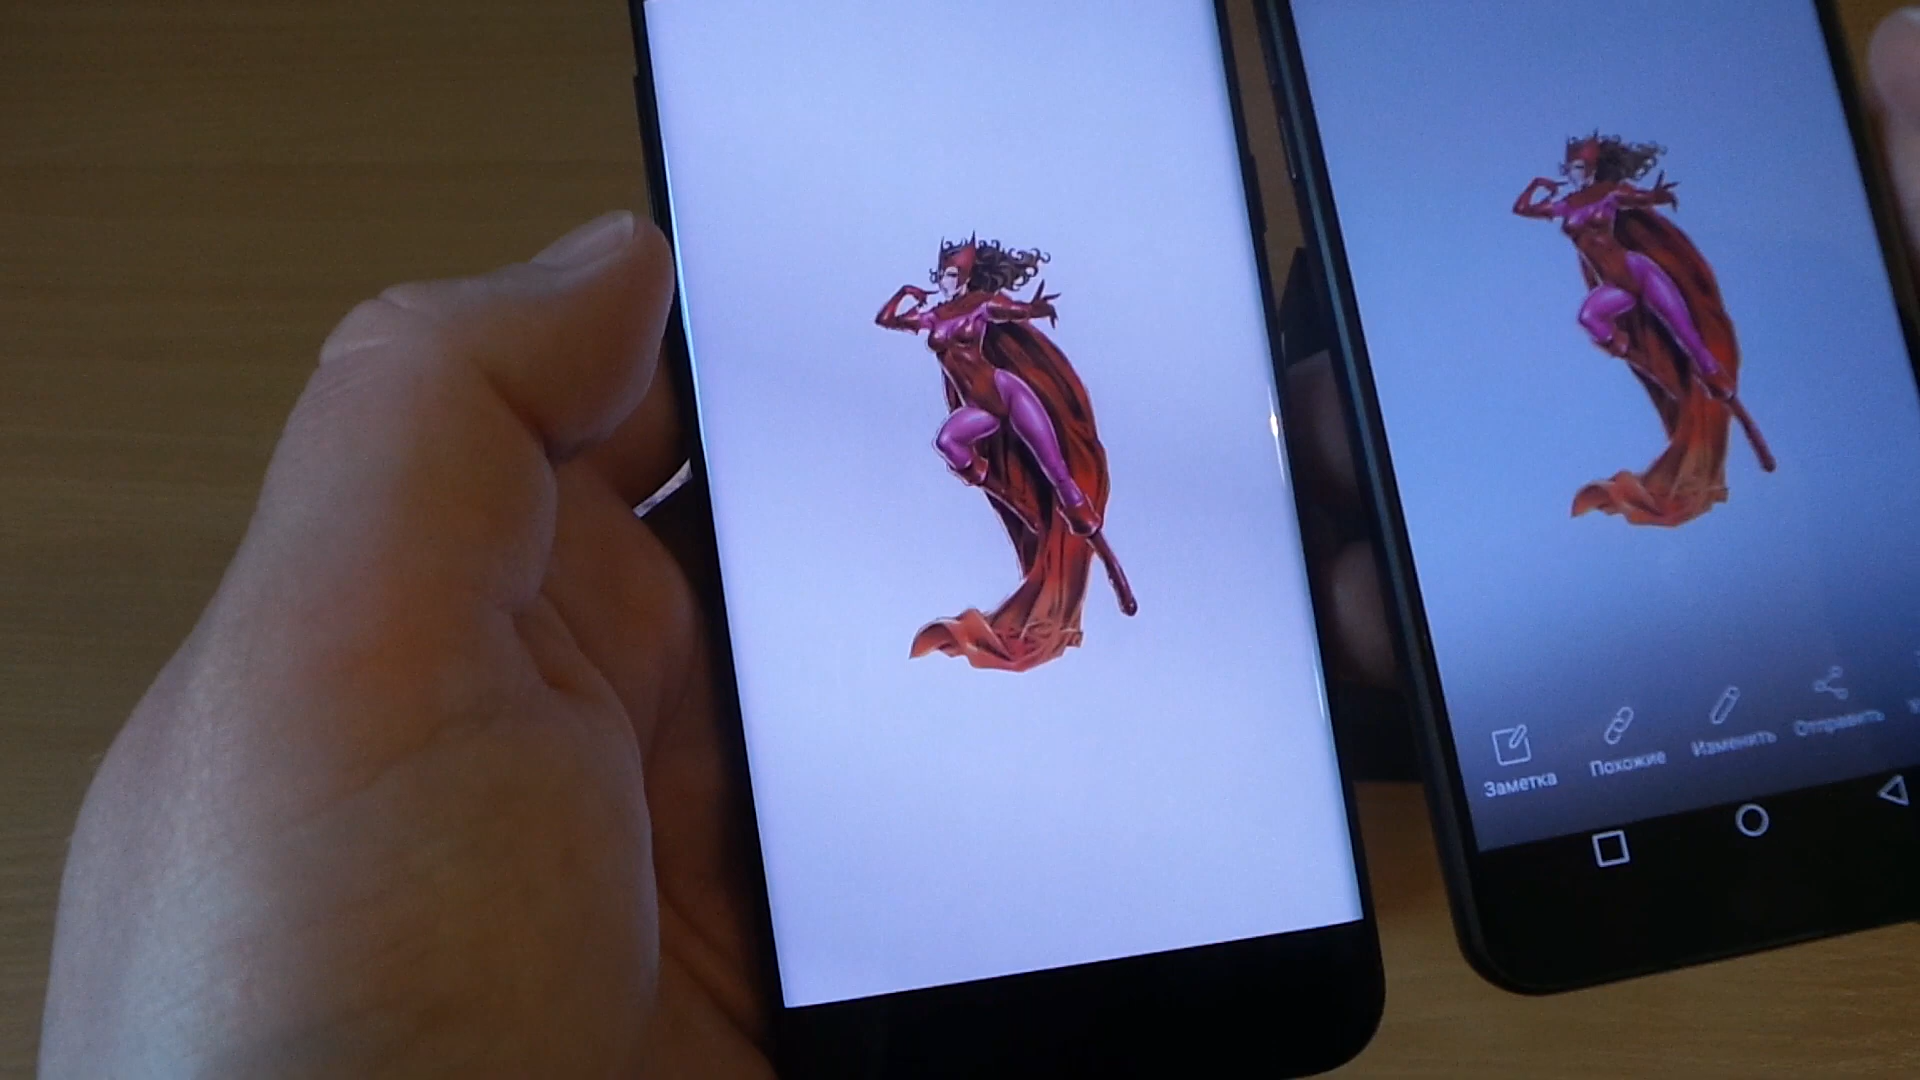 Заметка
Похожие
Изменить
Отправить